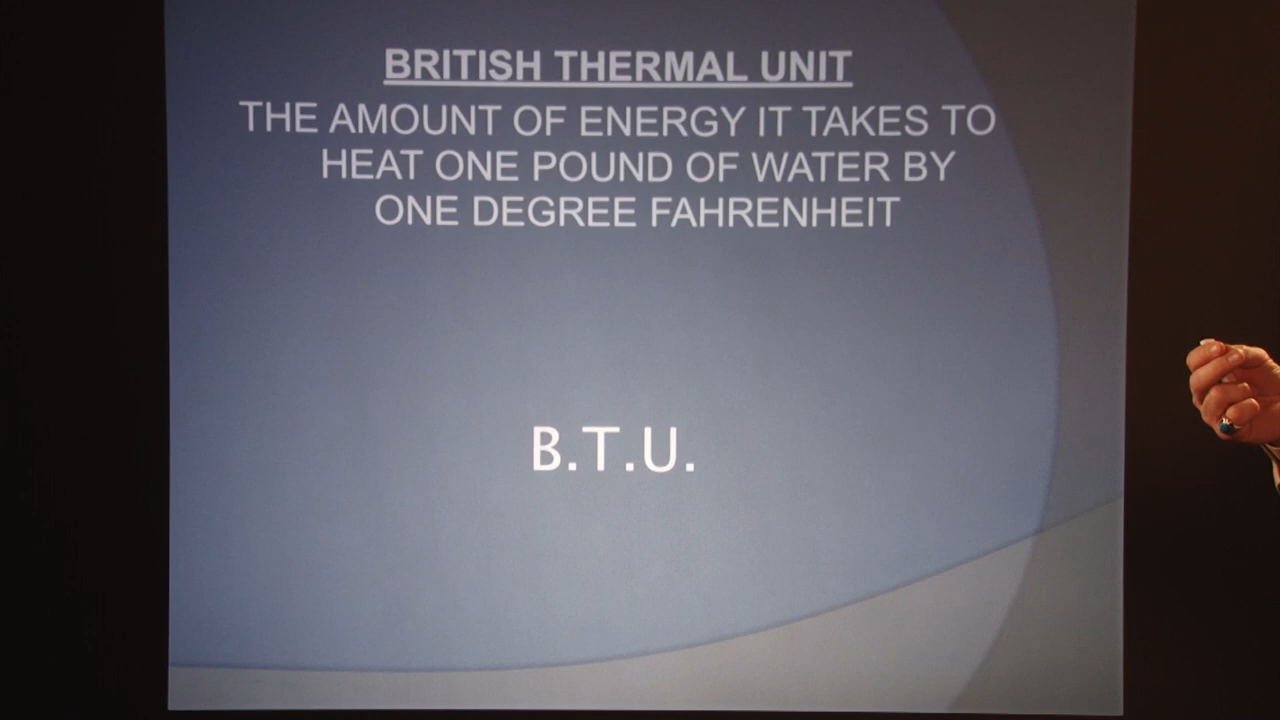 BRITISH THERMAL UNIT
THE AMOUNT OF ENERGY IT TAKES TO
HEAT ONE POUND OF WATER BY
ONE DEGREE FAHRENHEIT
B.T.U.